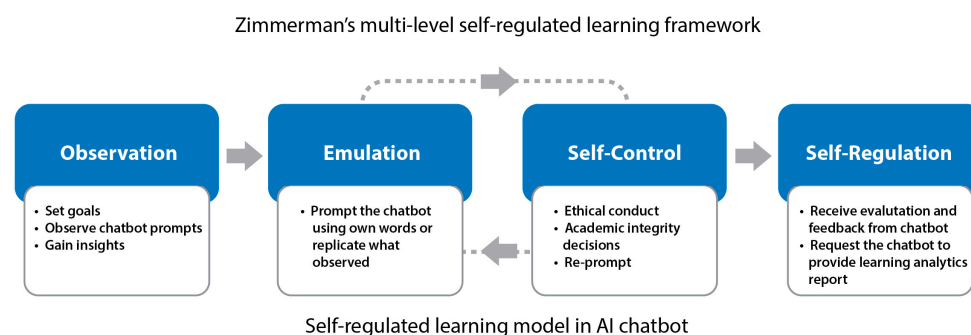 Zimmerman's multi-level self-regulated learning framework
Observation
• Set goals
• Observe chatbot prompts
• Gain insights
Emulation
• Prompt the chatbot
using own words or
replicate what
observed
Self-Control
• Ethical conduct
• Academic integrity
decisions
• Re-prompt
Self-Regulation
• Receive evalutation and
feedback from chatbot
• Request the chatbot to
provide learning analytics
report
Self-regulated learning model in AI chatbot